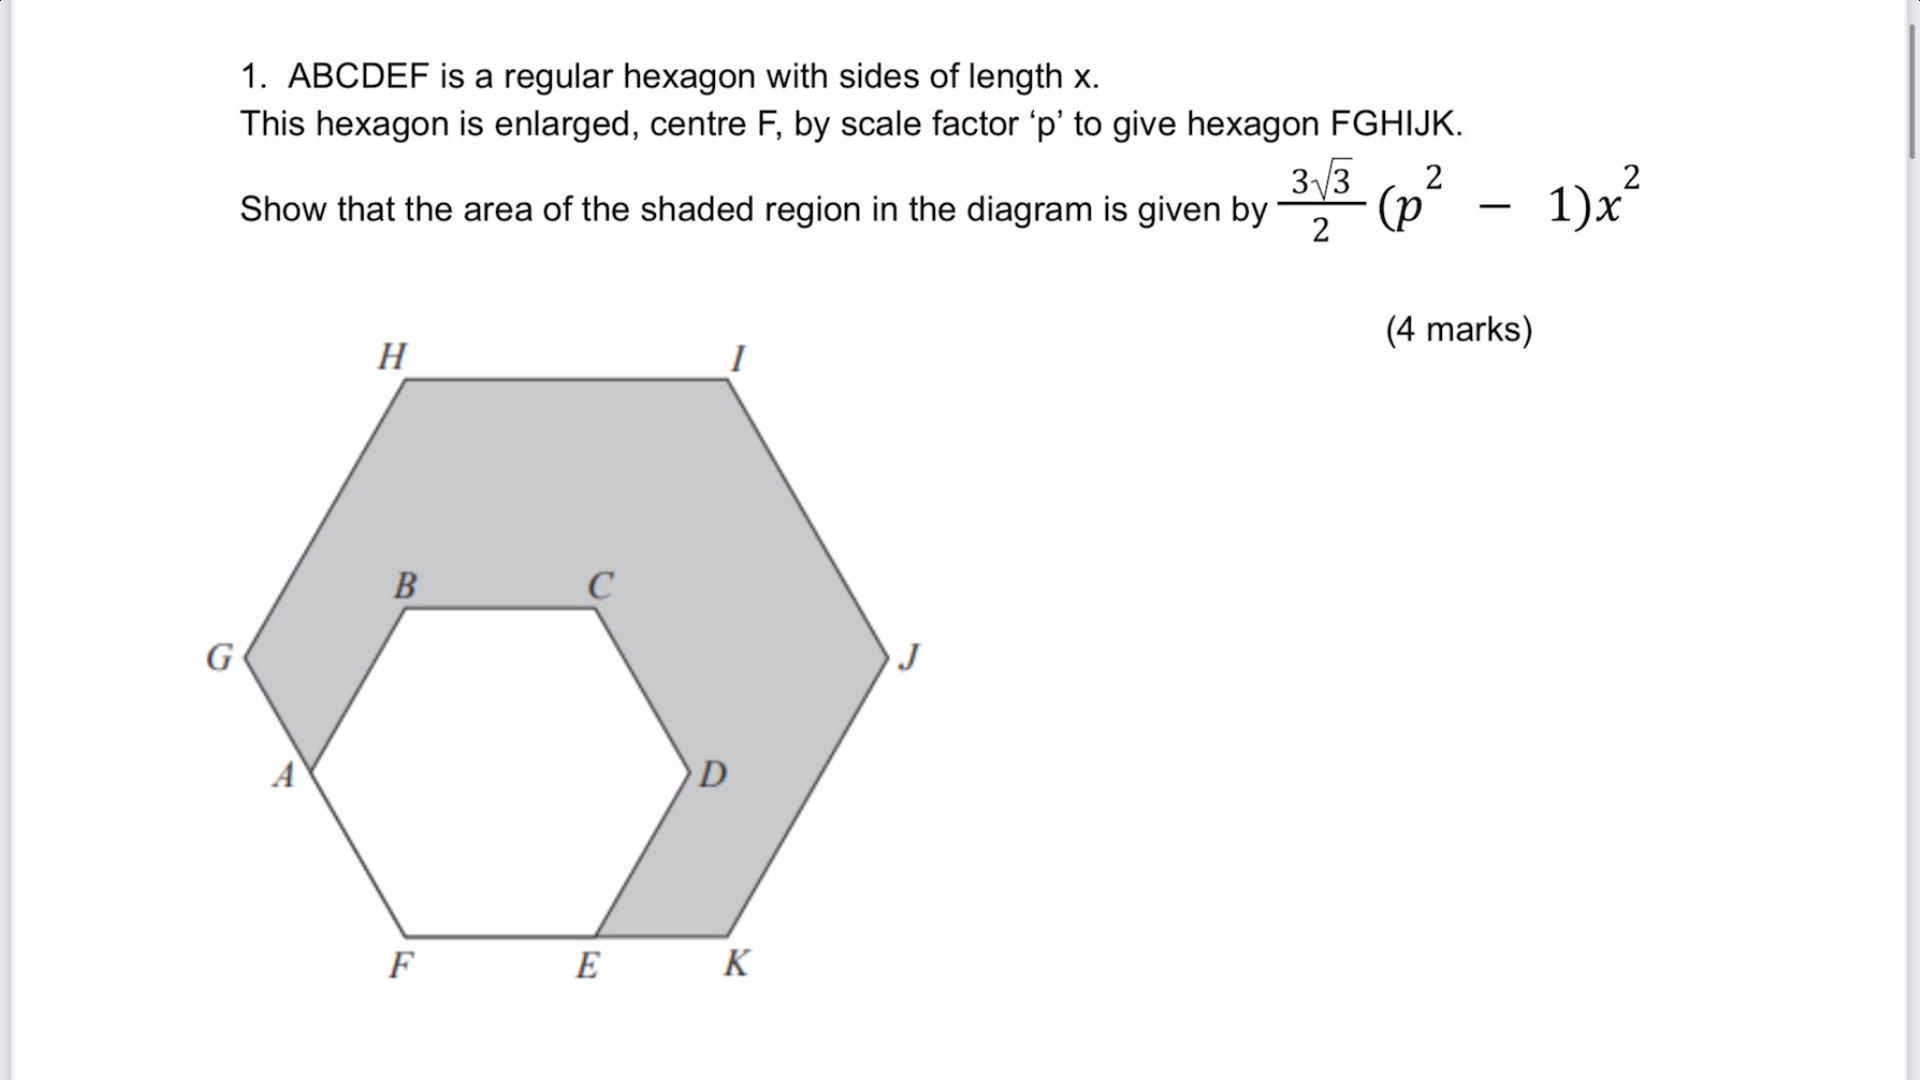 1. ABCDEF is a regular hexagon with sides of length x.
This hexagon is enlarged, centre F, by scale factor ‘p’ to give hexagon FGHIJK.
Show that the area of the shaded region in the diagram is given by 3√3/2 (p² − 1)x²
(4 marks)
H I
B C
G J
A D
F E K